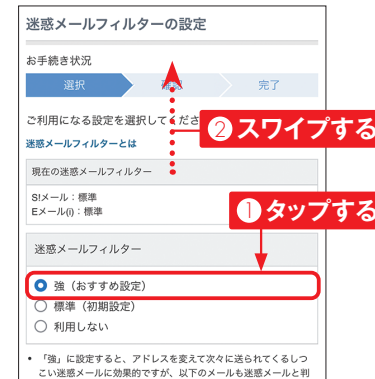 迷惑メールフィルターの設定
お手続き状況
選択
確認
完了
ご利用になる設定を選択してくださ
② スワイプする
迷惑メールフィルターとは
現在の迷惑メールフィルター
S!メール：標準
Eメール(i)：標準
① タップする
迷惑メールフィルター
強（おすすめ設定）
標準（初期設定）
利用しない
• 「強」に設定すると、アドレスを変えて次々に送られてくるしつ
こい迷惑メールに効果的ですが、以下のメールも迷惑メールと判